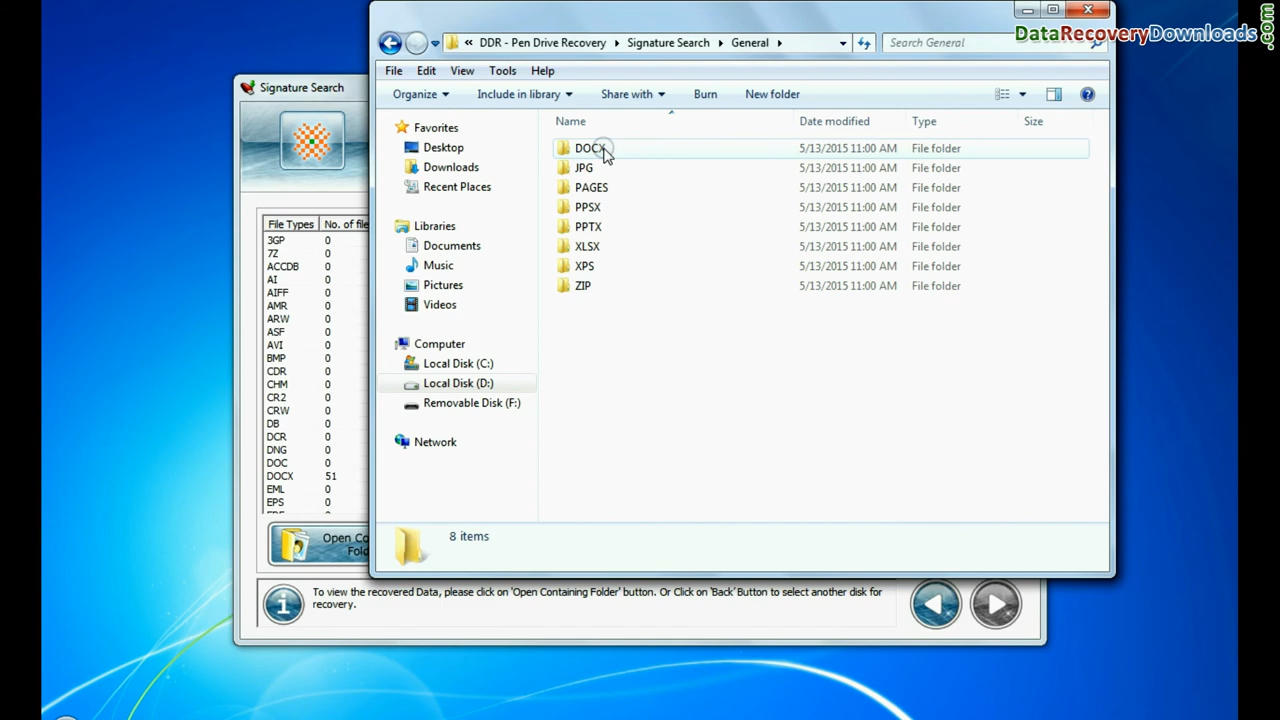 DataRecoveryDownloads.com
« DDR - Pen Drive Recovery Signature Search General
Search General
File Edit View Tools Help
Organize Include in library Share with Burn New folder
Favorites
Desktop
Downloads
Recent Places
Libraries
Documents
Music
Pictures
Videos
Computer
Local Disk (C:)
Local Disk (D:)
Removable Disk (F:)
Network
Name Date modified Type Size
DOCX 5/13/2015 11:00 AM File folder
JPG 5/13/2015 11:00 AM File folder
PAGES 5/13/2015 11:00 AM File folder
PPSX 5/13/2015 11:00 AM File folder
PPTX 5/13/2015 11:00 AM File folder
XLSX 5/13/2015 11:00 AM File folder
XPS 5/13/2015 11:00 AM File folder
ZIP 5/13/2015 11:00 AM File folder
8 items
Signature Search
File Types No. of file
3GP 0
7Z 0
ACCDB 0
AI 0
AIFF 0
AMR 0
ARW 0
ASF 0
AVI 0
BMP 0
CDR 0
CHM 0
CR2 0
CRW 0
DB 0
DCR 0
DNG 0
DOC 0
DOCX 51
EML 0
EPS 0
Open Co
Fol
To view the recovered Data, please click on 'Open Containing Folder' button. Or Click on 'Back' Button to select another disk for
recovery.